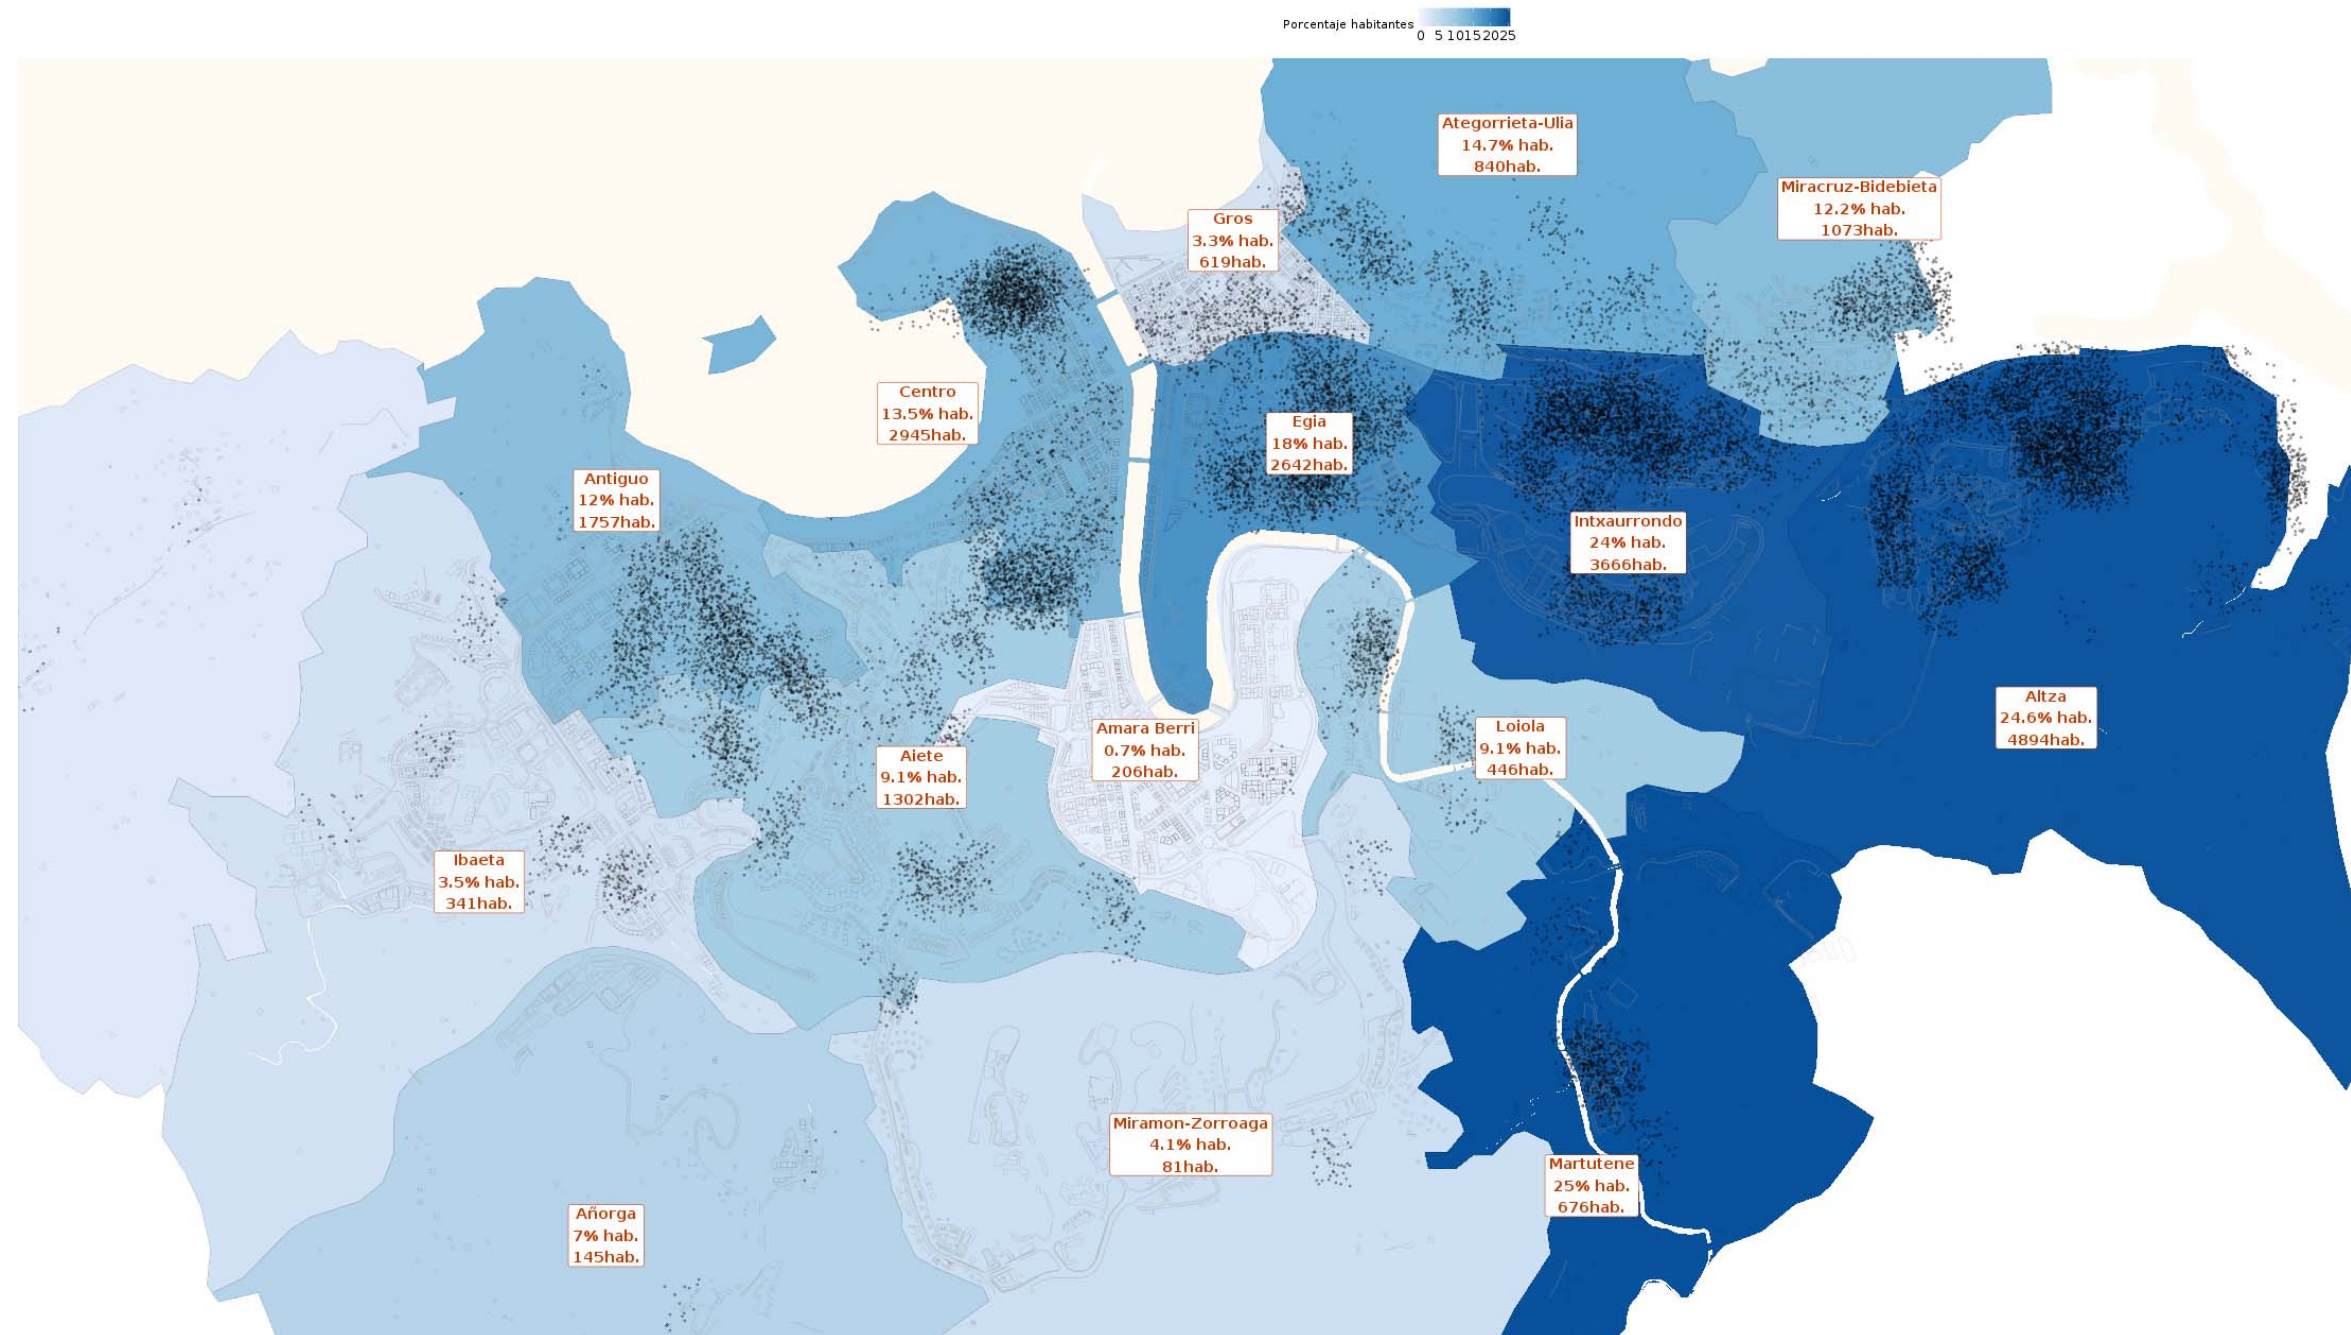 Porcentaje habitantes
0 5 10152025
Ategorrieta-Ulia
14.7% hab.
840hab.
Miracruz-Bidebieta
12.2% hab.
1073hab.
Gros
3.3% hab.
619hab.
Centro
13.5% hab.
2945hab.
Egia
18% hab.
2642hab.
Antiguo
12% hab.
1757hab.
Intxaurrondo
24% hab.
3666hab.
Altza
24.6% hab.
4894hab.
Amara Berri
0.7% hab.
206hab.
Loiola
9.1% hab.
446hab.
Aiete
9.1% hab.
1302hab.
Ibaeta
3.5% hab.
341hab.
Miramon-Zorroaga
4.1% hab.
81hab.
Martutene
25% hab.
676hab.
Añorga
7% hab.
145hab.